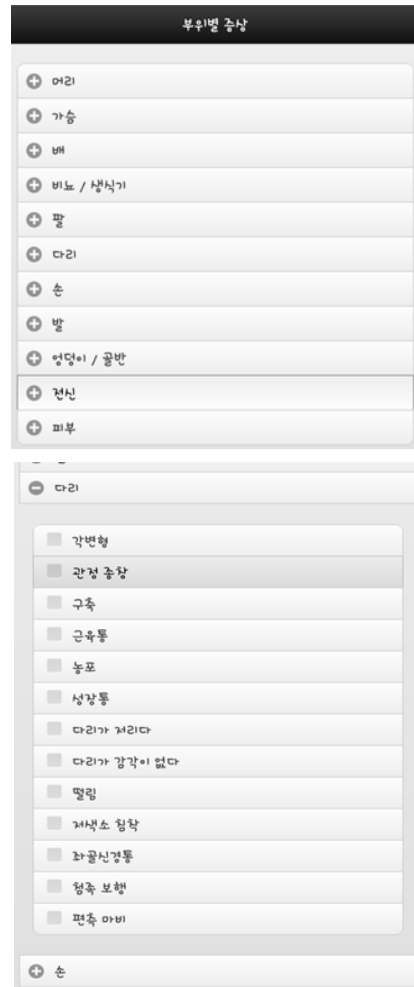 부위별 증상
머리
가슴
배
비뇨 / 생식기
팔
다리
손
발
엉덩이 / 골반
전신
피부
다리
각변형
관정 종창
구축
근육통
농포
성장통
다리가 저리다
다리가 감각이 없다
떨림
저색소 침착
좌골신경통
첨족 보행
편측 마비
손